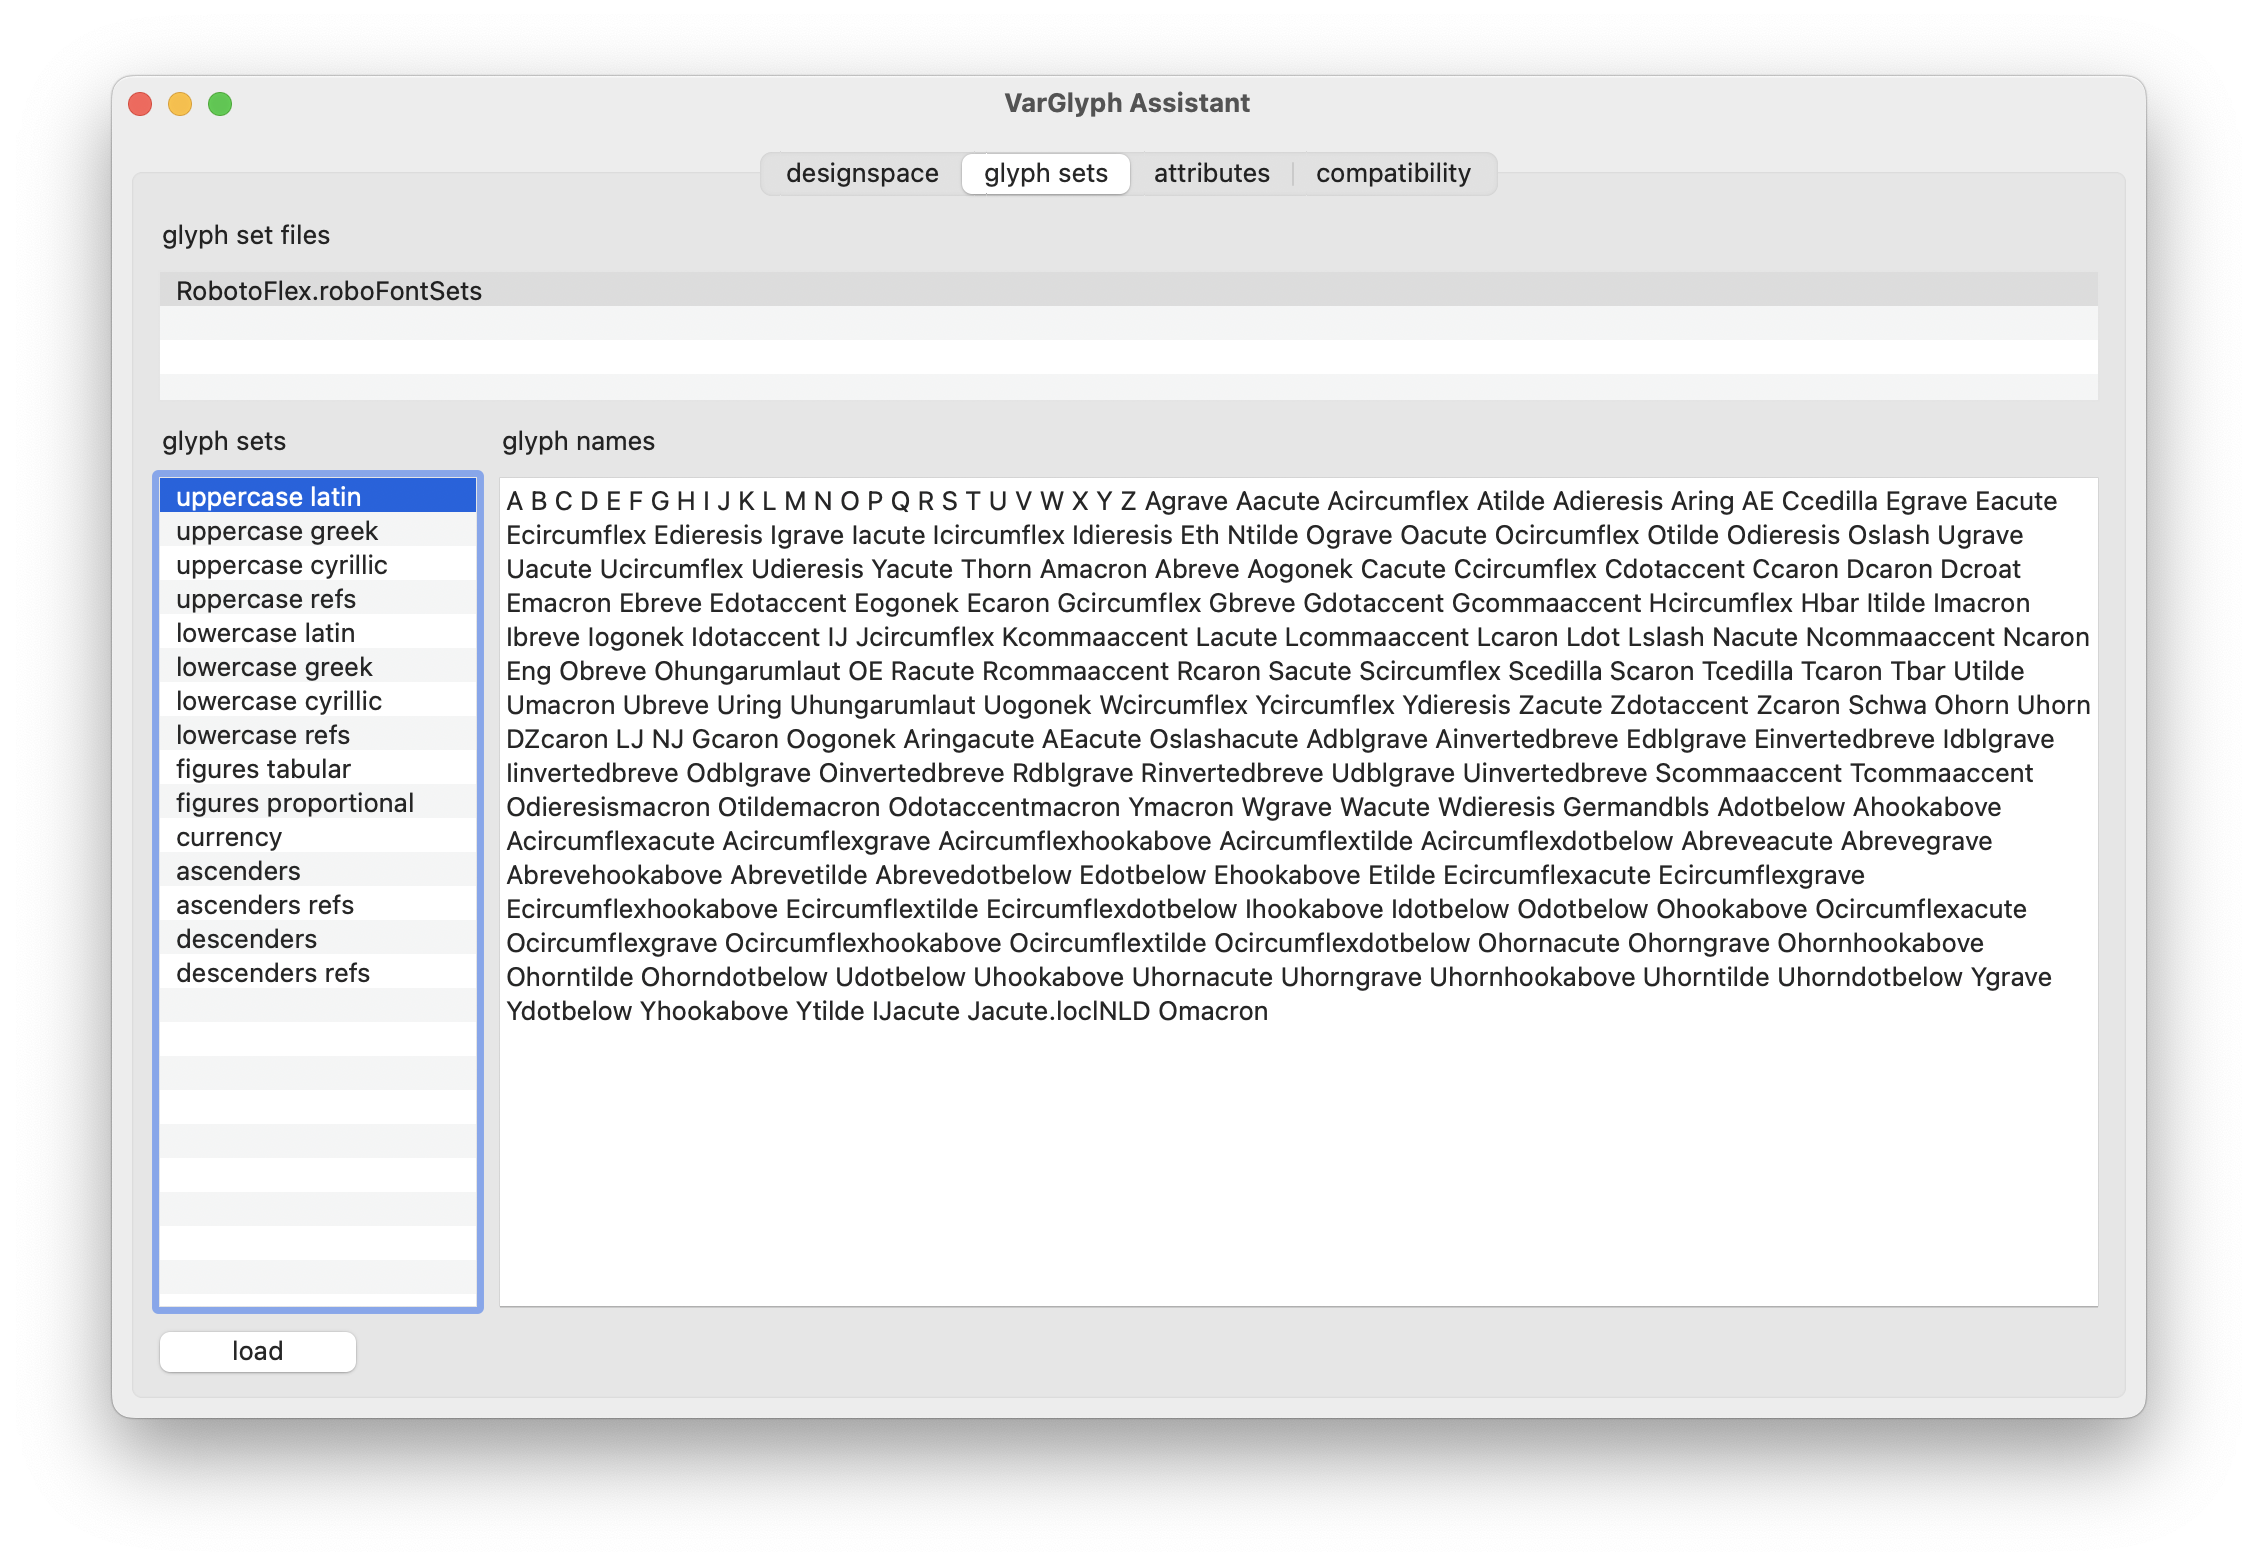 VarGlyph Assistant
designspace glyph sets attributes compatibility
glyph set files
RobotoFlex.roboFontSets
glyph sets
uppercase latin
uppercase greek
uppercase cyrillic
uppercase refs
lowercase latin
lowercase greek
lowercase cyrillic
lowercase refs
figures tabular
figures proportional
currency
ascenders
ascenders refs
descenders
descenders refs
glyph names
A B C D E F G H I J K L M N O P Q R S T U V W X Y Z Agrave Aacute Acircumflex Atilde Adieresis Aring AE Ccedilla Egrave Eacute
Ecircumflex Edieresis Igrave Iacute Icircumflex Idieresis Eth Ntilde Ograve Oacute Ocircumflex Otilde Odieresis Oslash Ugrave
Uacute Ucircumflex Udieresis Yacute Thorn Amacron Abreve Aogonek Cacute Ccircumflex Cdotaccent Ccaron Dcaron Dcroat
Emacron Ebreve Edotaccent Eogonek Ecaron Gcircumflex Gbreve Gdotaccent Gcommaaccent Hcircumflex Hbar Itilde Imacron
Ibreve Iogonek Idotaccent IJ Jcircumflex Kcommaaccent Lacute Lcommaaccent Lcaron Ldot Lslash Nacute Ncommaaccent Ncaron
Eng Obreve Ohungarumlaut OE Racute Rcommaaccent Rcaron Sacute Scircumflex Scedilla Scaron Tcedilla Tcaron Tbar Utilde
Umacron Ubreve Uring Uhungarumlaut Uogonek Wcircumflex Ycircumflex Ydieresis Zacute Zdotaccent Zcaron Schwa Ohorn Uhorn
DZcaron LJ NJ Gcaron Oogonek Aringacute AEacute Oslashacute Adblgrave Ainvertedbreve Edblgrave Einvertedbreve Idblgrave
Iinvertedbreve Odblgrave Oinvertedbreve Rdblgrave Rinvertedbreve Udblgrave Uinvertedbreve Scommaaccent Tcommaaccent
Odieresismacron Otildemacron Odotaccentmacron Ymacron Wgrave Wacute Wdieresis Germandbls Adotbelow Ahookabove
Acircumflexacute Acircumflexgrave Acircumflexhookabove Acircumflextilde Acircumflexdotbelow Abreveacute Abrevegrave
Abrevehookabove Abrevetilde Abrevedotbelow Edotbelow Ehookabove Etilde Ecircumflexacute Ecircumflexgrave
Ecircumflexhookabove Ecircumflextilde Ecircumflexdotbelow Ihookabove Idotbelow Odotbelow Ohookabove Ocircumflexacute
Ocircumflexgrave Ocircumflexhookabove Ocircumflextilde Ocircumflexdotbelow Ohornacute Ohorngrave Ohornhookabove
Ohorntilde Ohorndotbelow Udotbelow Uhookabove Uhornacute Uhorngrave Uhornhookabove Uhorntilde Uhorndotbelow Ygrave
Ydotbelow Yhookabove Ytilde IJacute Jacute.loclNLD Omacron
load